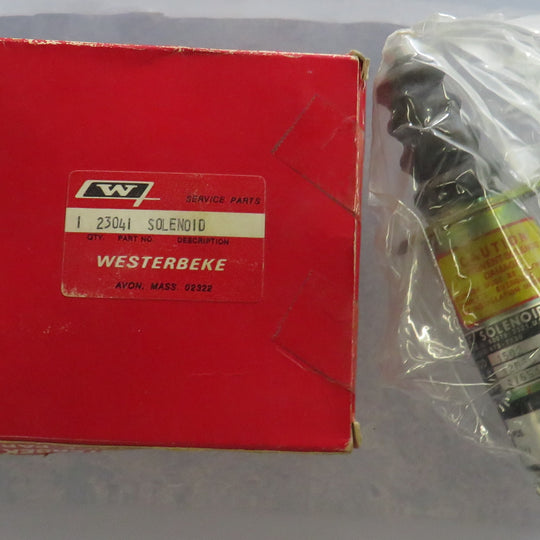 W
SERVICE PARTS
1 23041 SOLENOID
QTY. PART NO. DESCRIPTION
WESTERBEKE
AVON, MASS. 02322
CAUTION
SOLENOID